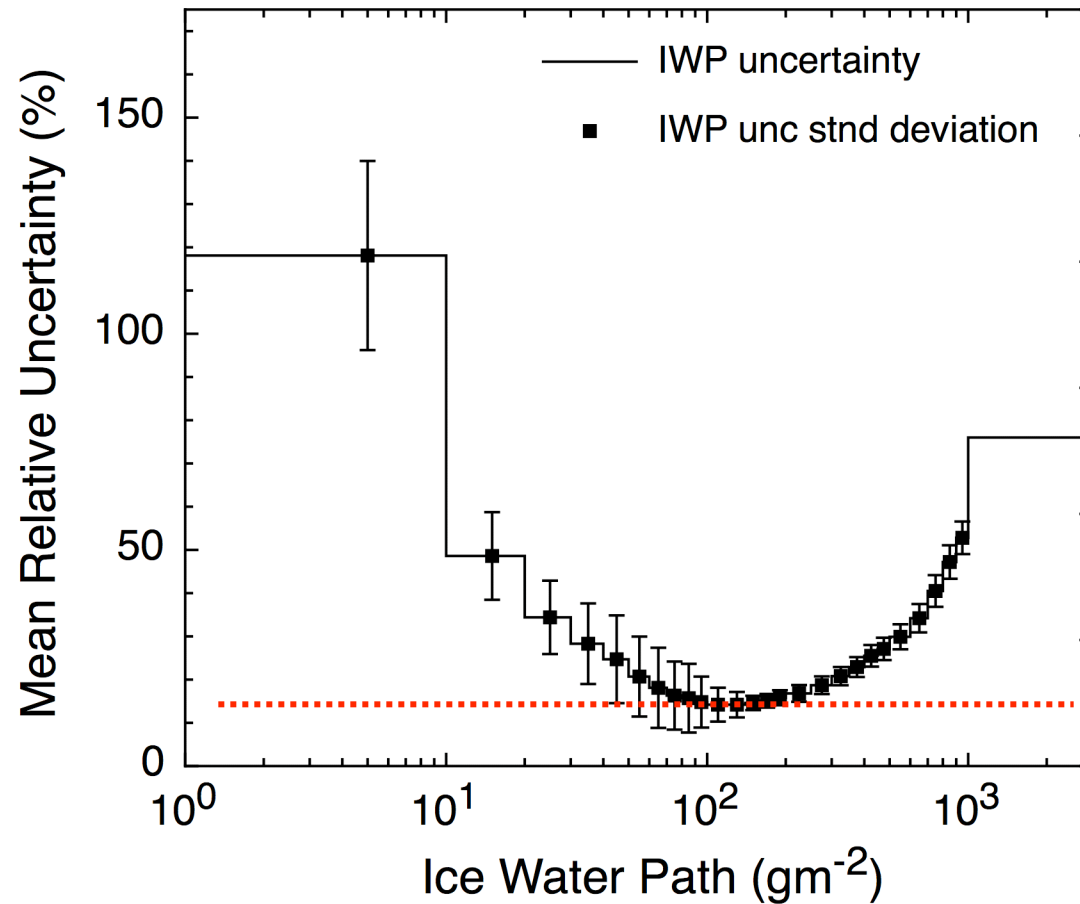 IWP uncertainty
IWP unc stnd deviation
Mean Relative Uncertainty (%)
150
100
50
0
10⁰ 10¹ 10² 10³
Ice Water Path (gm⁻²)